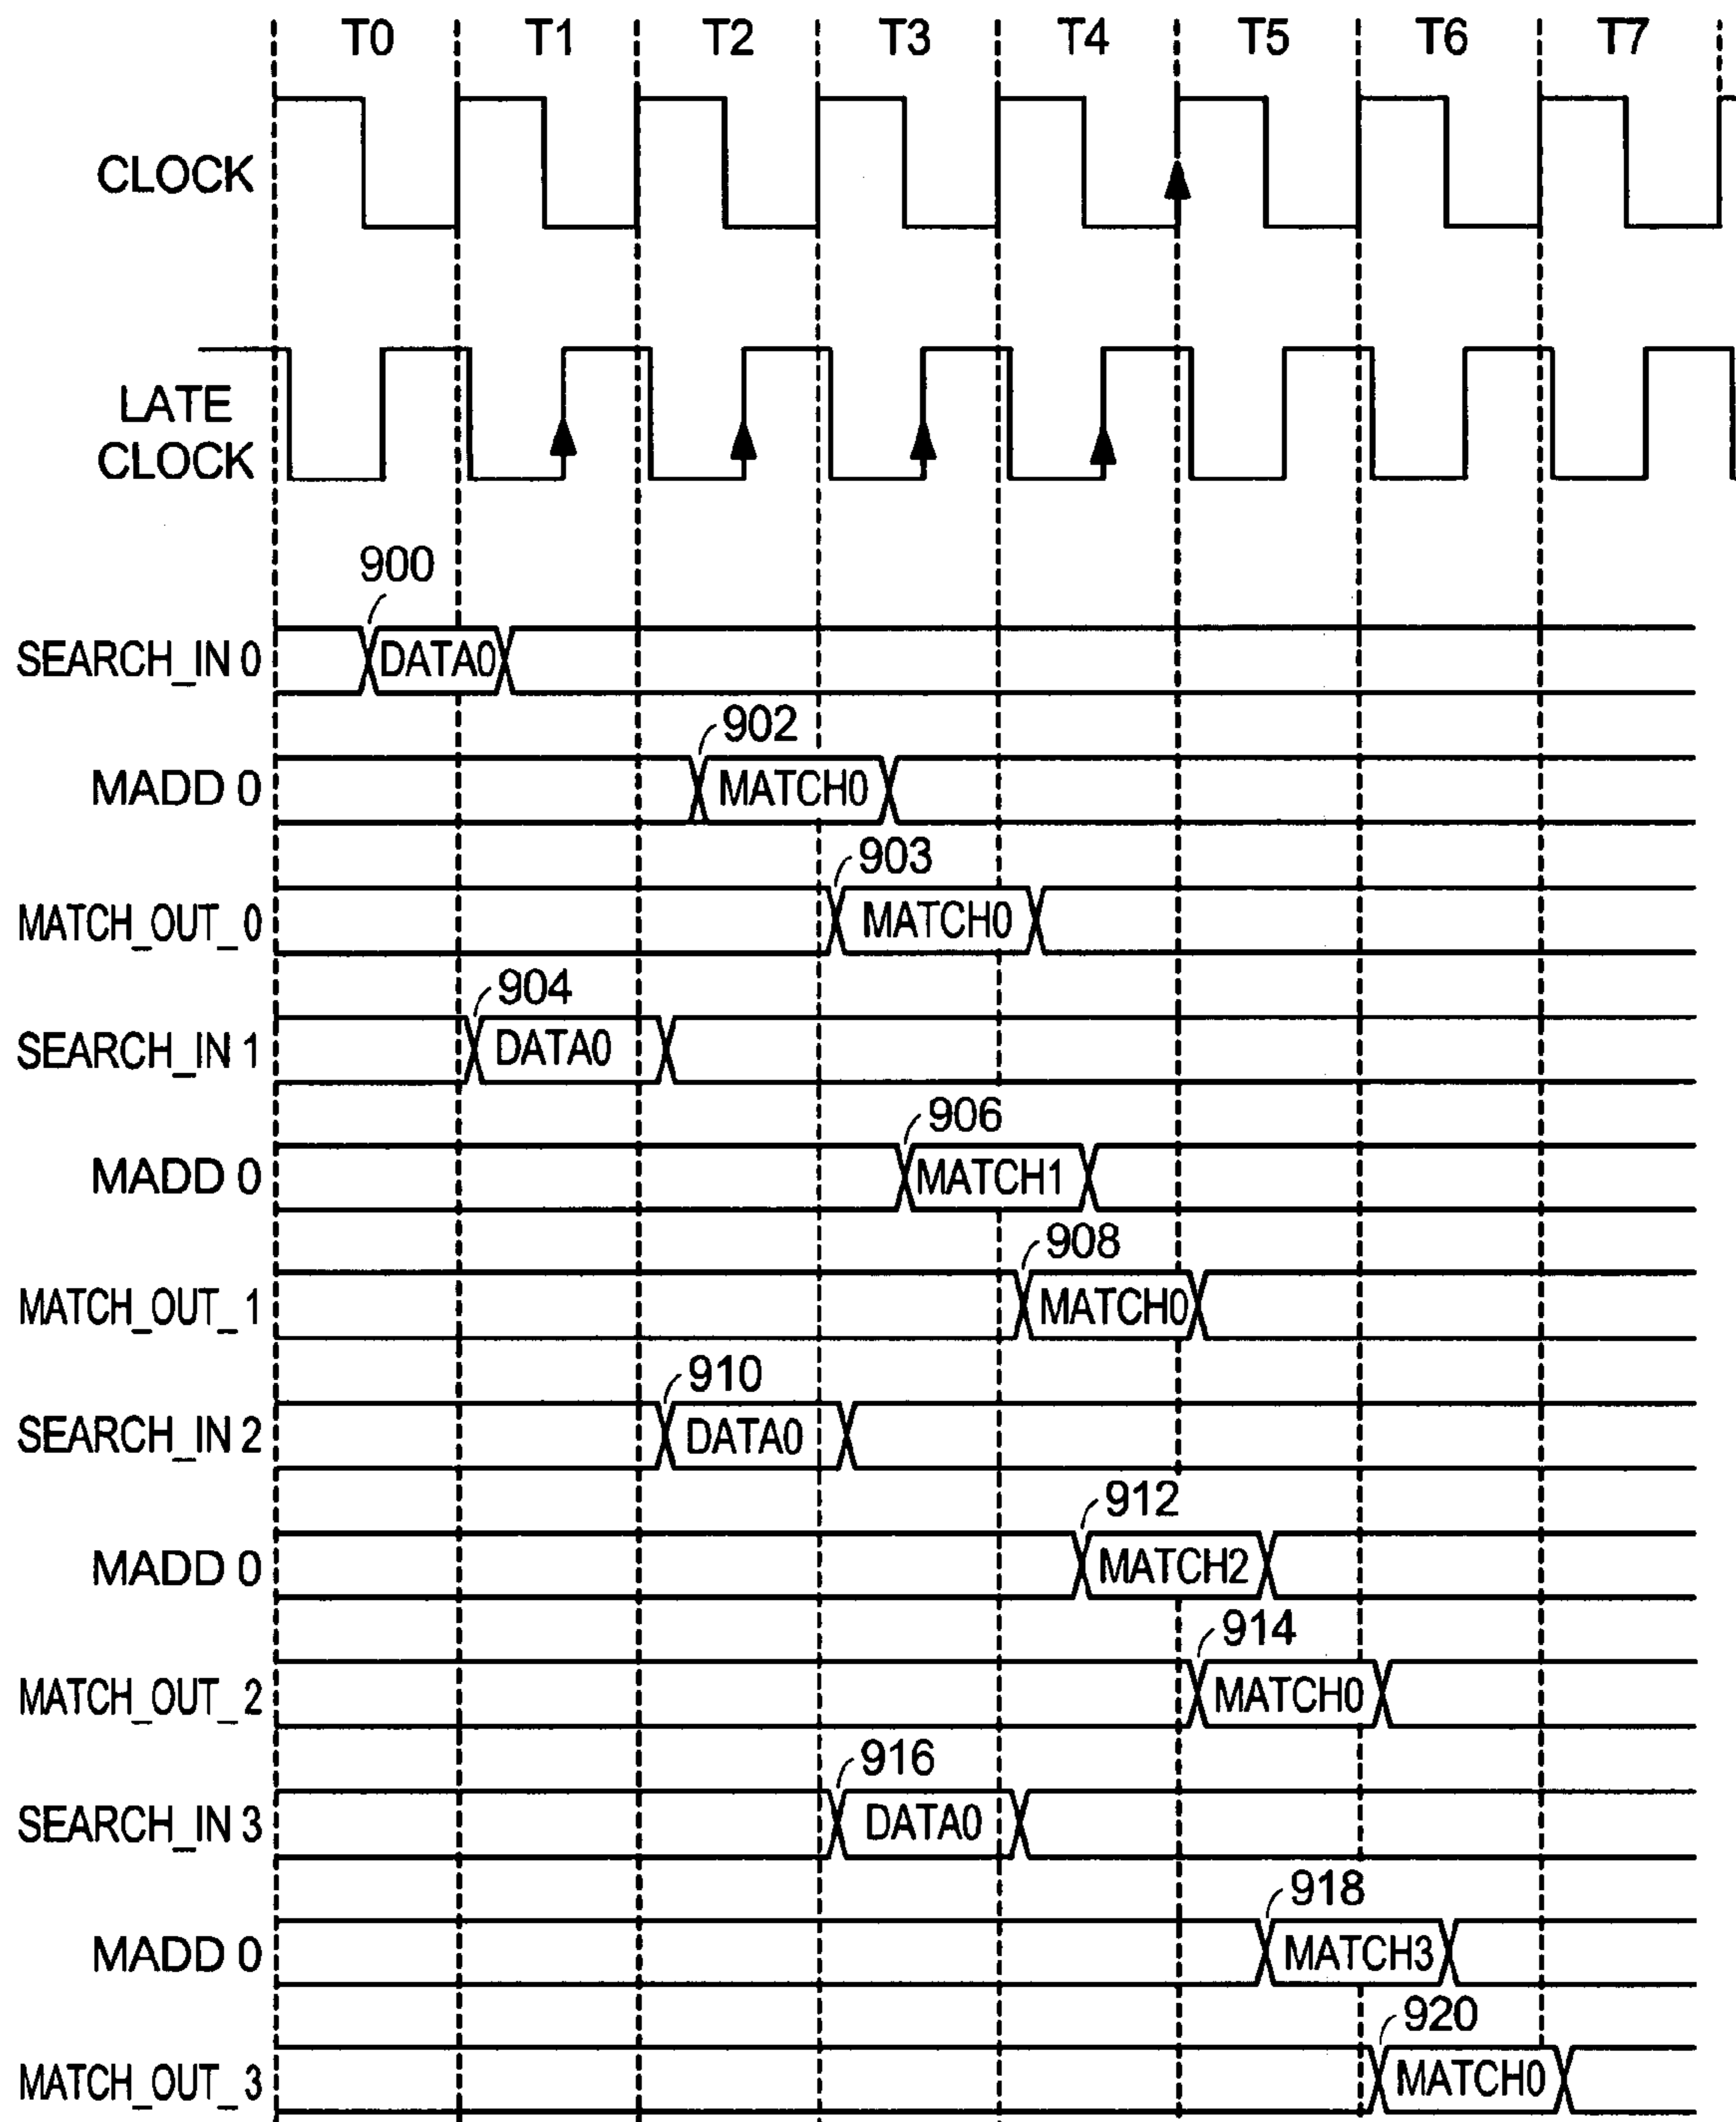 T0 T1 T2 T3 T4 T5 T6 T7
CLOCK
LATE
CLOCK
900
SEARCH_IN 0 DATA0
902
MADD 0 MATCH0
903
MATCH_OUT_0 MATCH0
904
SEARCH_IN 1 DATA0
906
MADD 0 MATCH1
908
MATCH_OUT_1 MATCH0
910
SEARCH_IN 2 DATA0
912
MADD 0 MATCH2
914
MATCH_OUT_2 MATCH0
916
SEARCH_IN 3 DATA0
918
MADD 0 MATCH3
920
MATCH_OUT_3 MATCH0